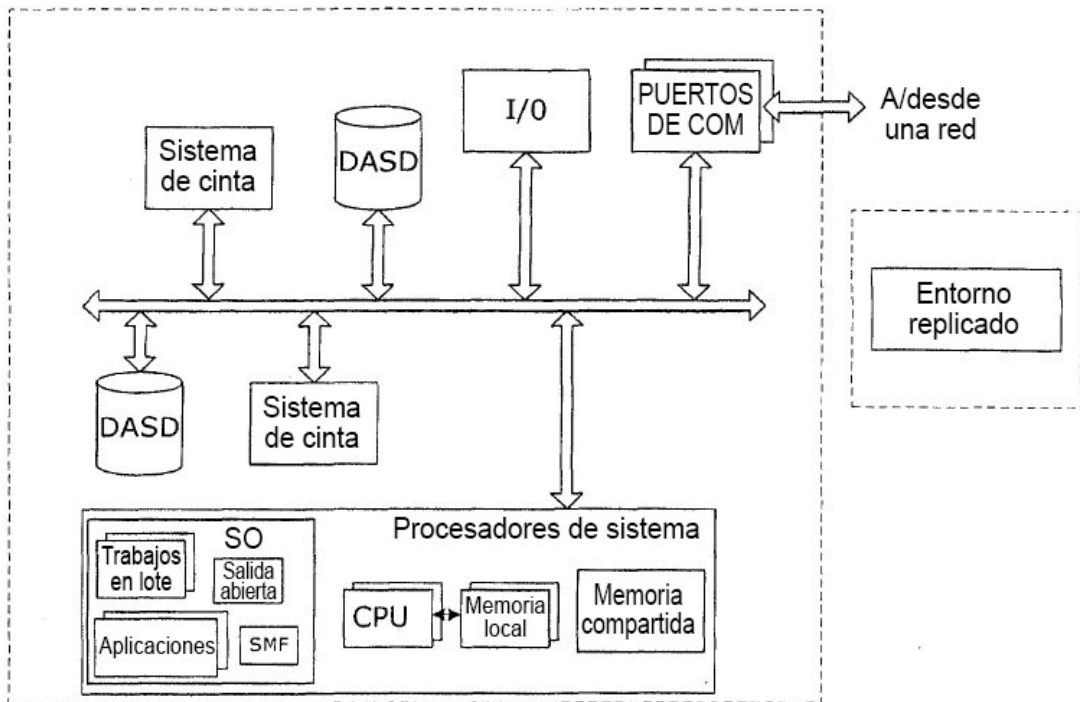 I/0
PUERTOS
DE COM
A/desde
una red
Sistema
de cinta
DASD
Entorno
replicado
DASD
Sistema
de cinta
Procesadores de sistema
SO
Trabajos
en lote
Salida
abierta
Aplicaciones
SMF
CPU
Memoria
local
Memoria
compartida